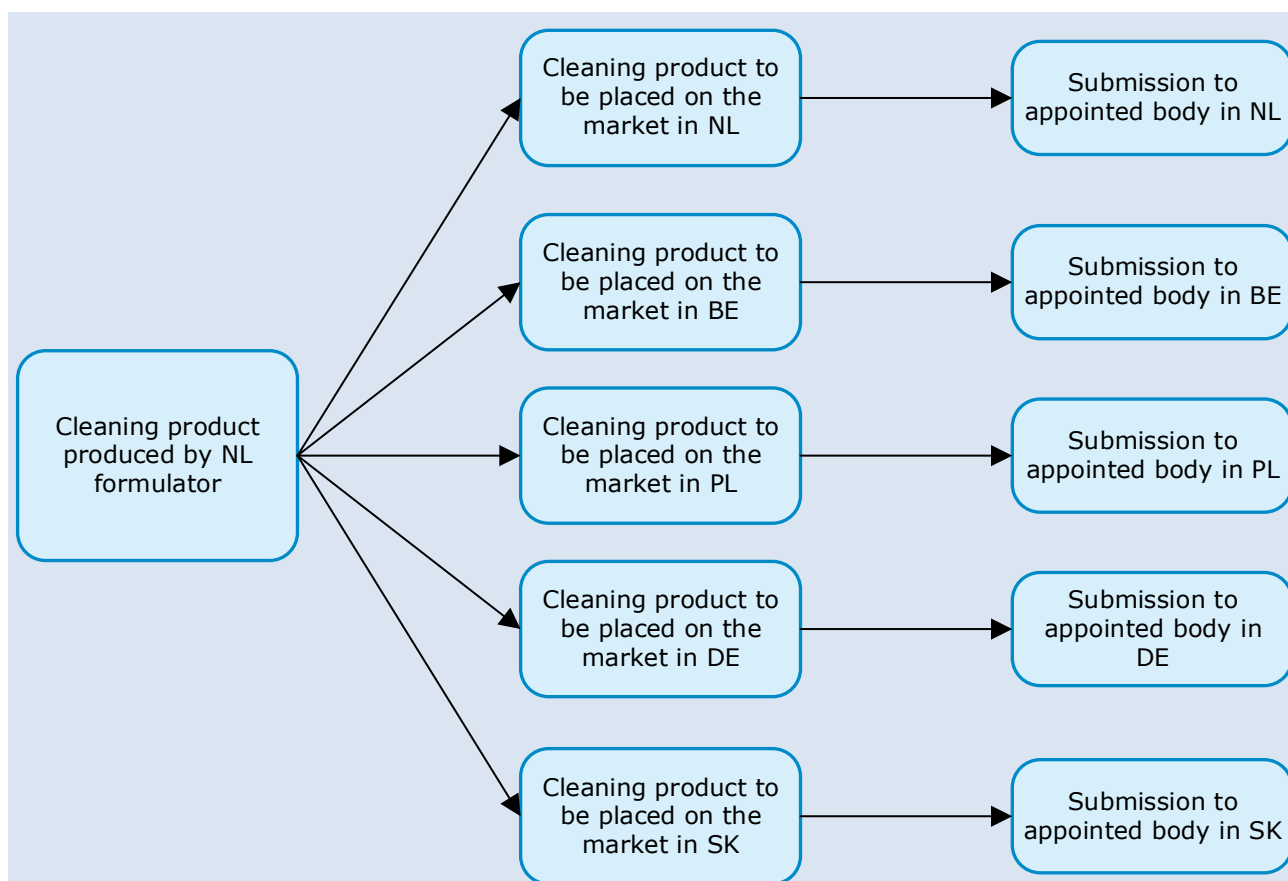 Cleaning product
produced by NL
formulator
Cleaning product to
be placed on the
market in NL
Submission to
appointed body in NL
Cleaning product to
be placed on the
market in BE
Submission to
appointed body in BE
Cleaning product to
be placed on the
market in PL
Submission to
appointed body in PL
Cleaning product to
be placed on the
market in DE
Submission to
appointed body in
DE
Cleaning product to
be placed on the
market in SK
Submission to
appointed body in SK